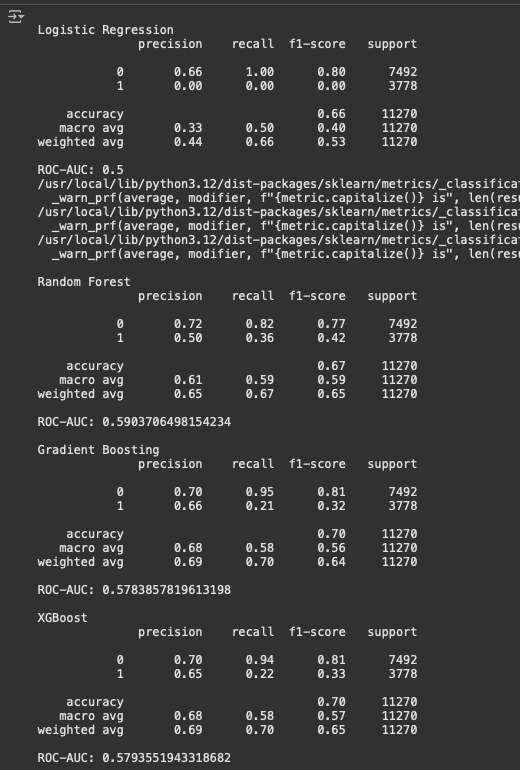 Logistic Regression
precision recall f1-score support
0 0.66 1.00 0.80 7492
1 0.00 0.00 0.00 3778
accuracy 0.66 11270
macro avg 0.33 0.50 0.40 11270
weighted avg 0.44 0.66 0.53 11270
ROC-AUC: 0.5
/usr/local/lib/python3.12/dist-packages/sklearn/metrics/_classificat
_warn_prf(average, modifier, f"{metric.capitalize()} is", len(resu
/usr/local/lib/python3.12/dist-packages/sklearn/metrics/_classificat
_warn_prf(average, modifier, f"{metric.capitalize()} is", len(resu
/usr/local/lib/python3.12/dist-packages/sklearn/metrics/_classificat
_warn_prf(average, modifier, f"{metric.capitalize()} is", len(resu
Random Forest
precision recall f1-score support
0 0.72 0.82 0.77 7492
1 0.50 0.36 0.42 3778
accuracy 0.67 11270
macro avg 0.61 0.59 0.59 11270
weighted avg 0.65 0.67 0.65 11270
ROC-AUC: 0.5903706498154234
Gradient Boosting
precision recall f1-score support
0 0.70 0.95 0.81 7492
1 0.66 0.21 0.32 3778
accuracy 0.70 11270
macro avg 0.68 0.58 0.56 11270
weighted avg 0.69 0.70 0.64 11270
ROC-AUC: 0.5783857819613198
XGBoost
precision recall f1-score support
0 0.70 0.94 0.81 7492
1 0.65 0.22 0.33 3778
accuracy 0.70 11270
macro avg 0.68 0.58 0.57 11270
weighted avg 0.69 0.70 0.65 11270
ROC-AUC: 0.5793551943318682